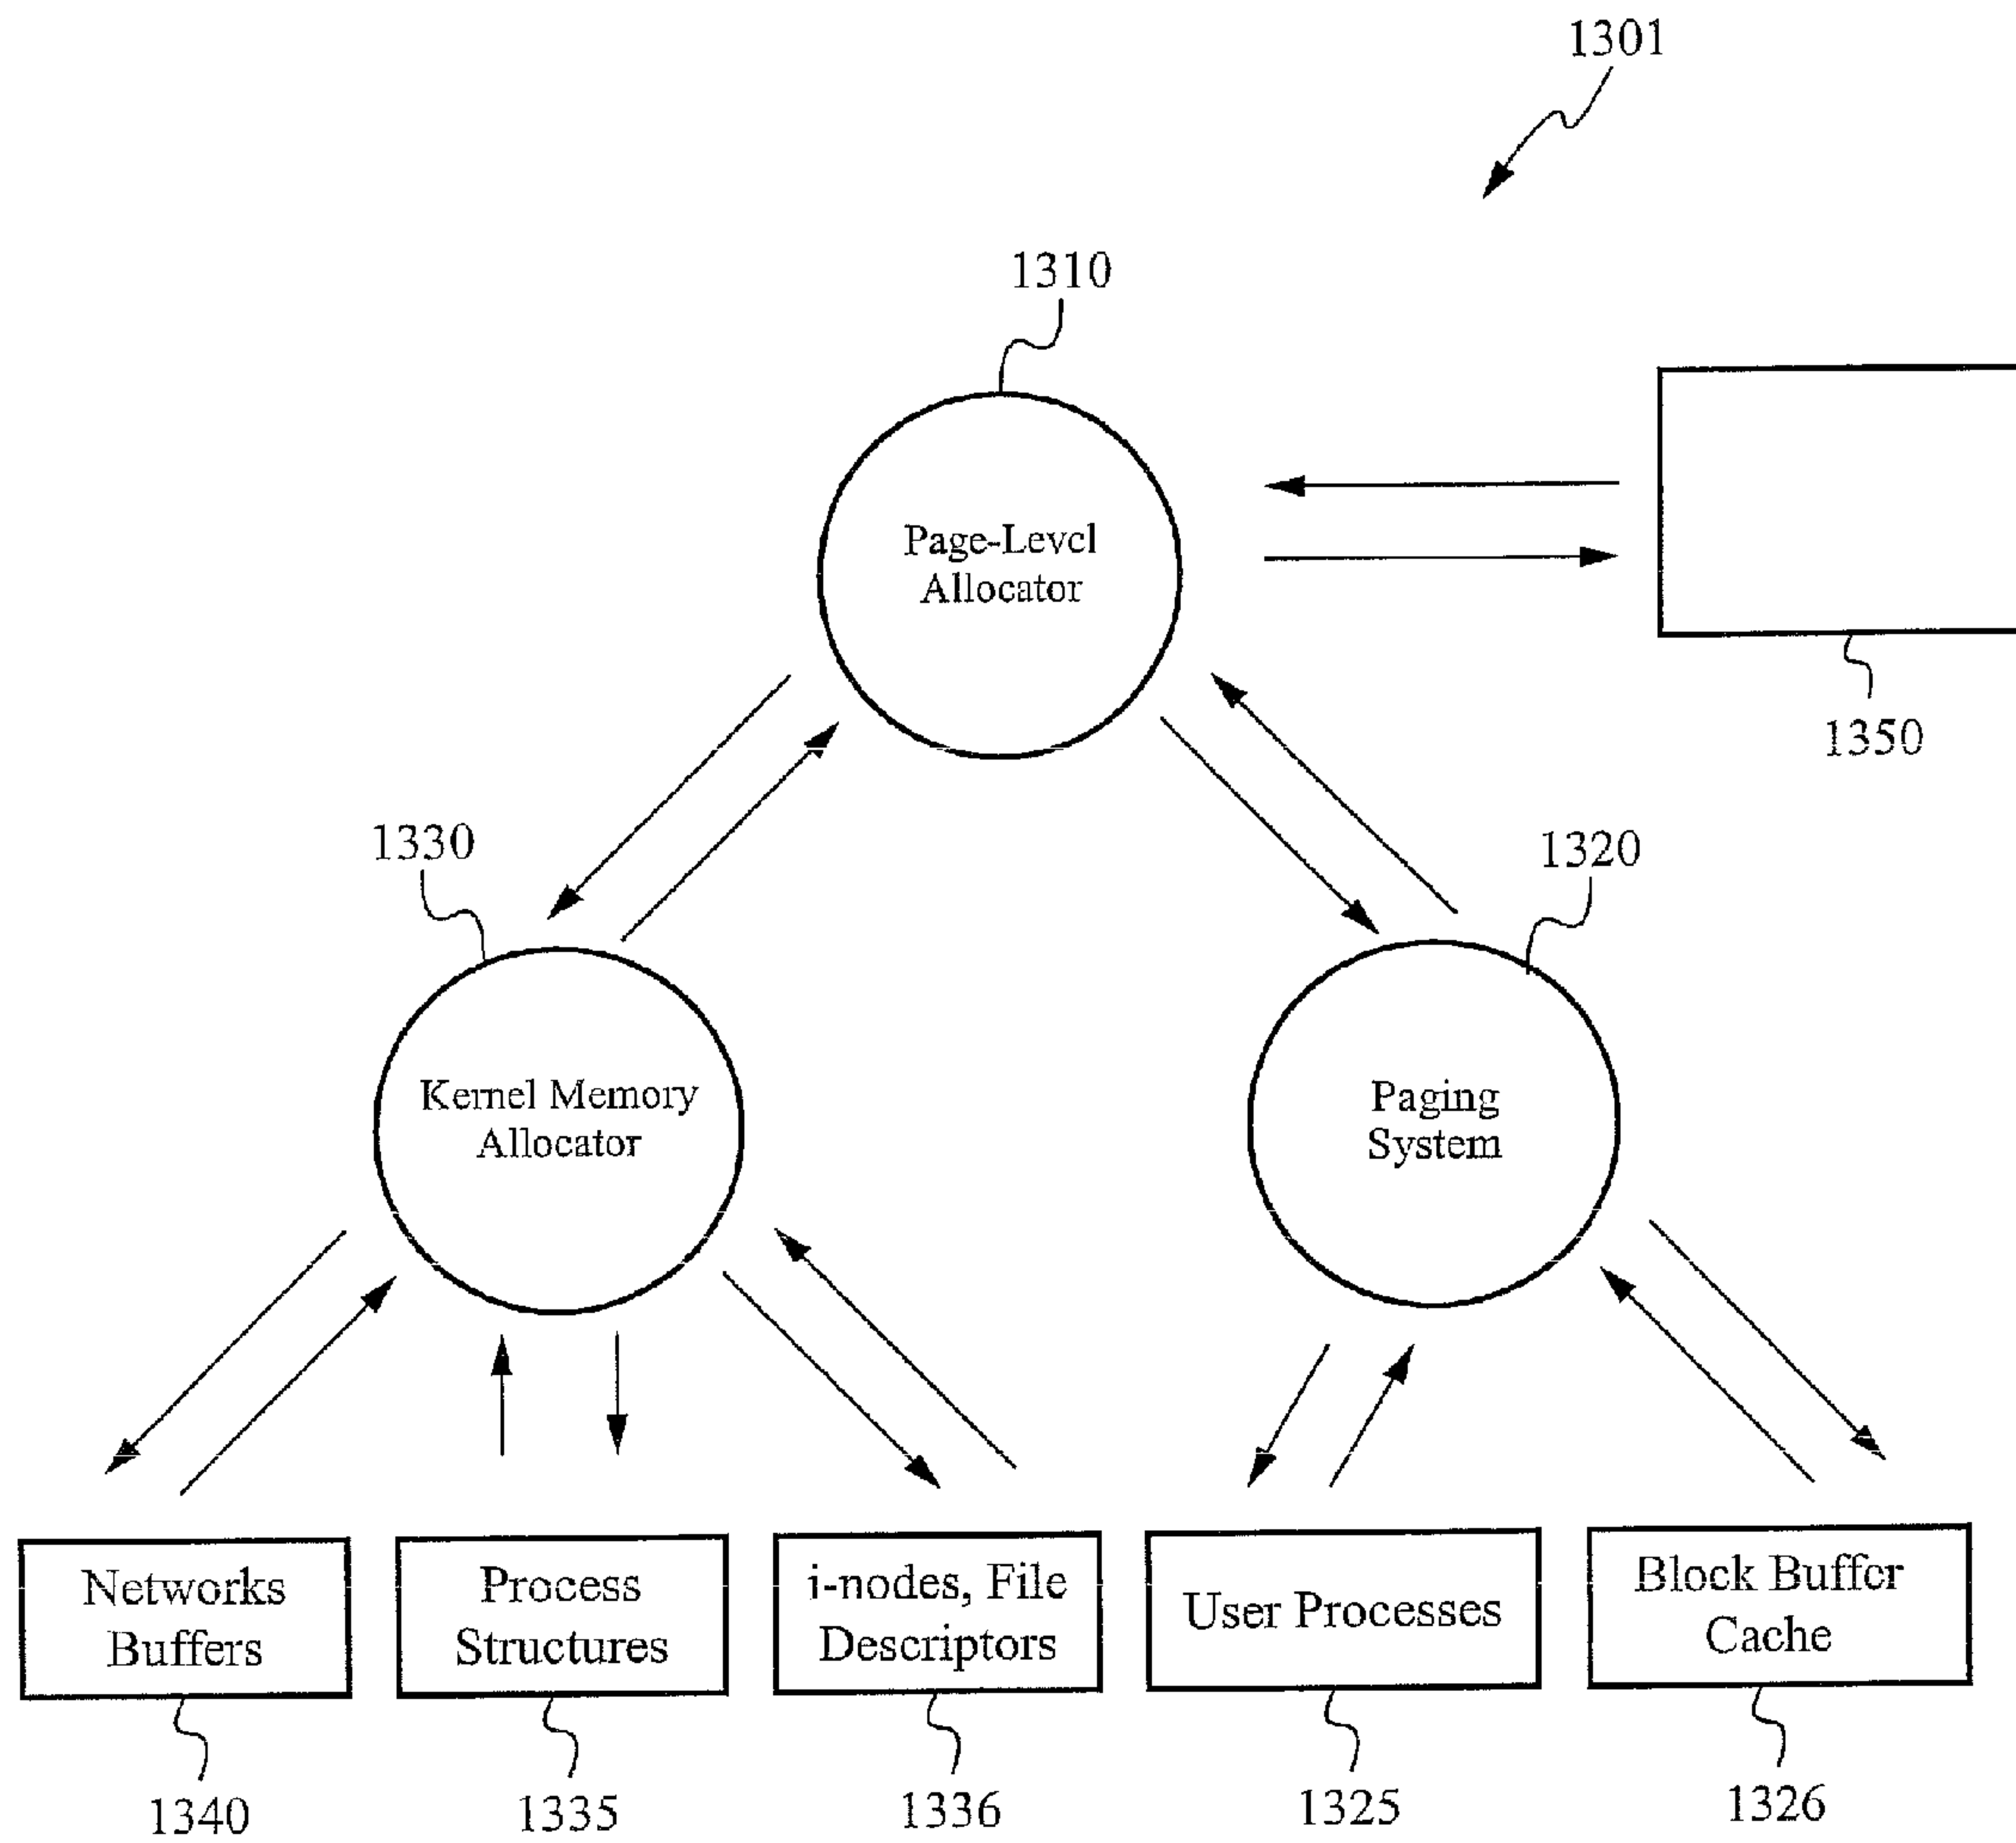 1301
1310
Page-Level
Allocator
1350
1330
1320
Kernel Memory
Allocator
Paging
System
Networks
Buffers
Process
Structures
i-nodes, File
Descriptors
User Processes
Block Buffer
Cache
1340
1335
1336
1325
1326